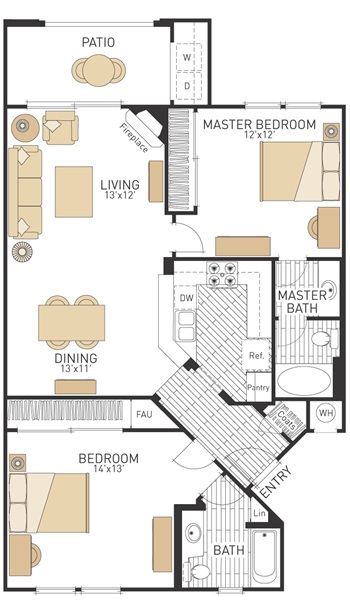 PATIO
W
D
Fireplace
MASTER BEDROOM
12'x12'
LIVING
13'x12'
DW
MASTER
BATH
Ref.
DINING
13'x11'
Pantry
FAU
Coats
WH
BEDROOM
14'x13'
ENTRY
Lin
BATH